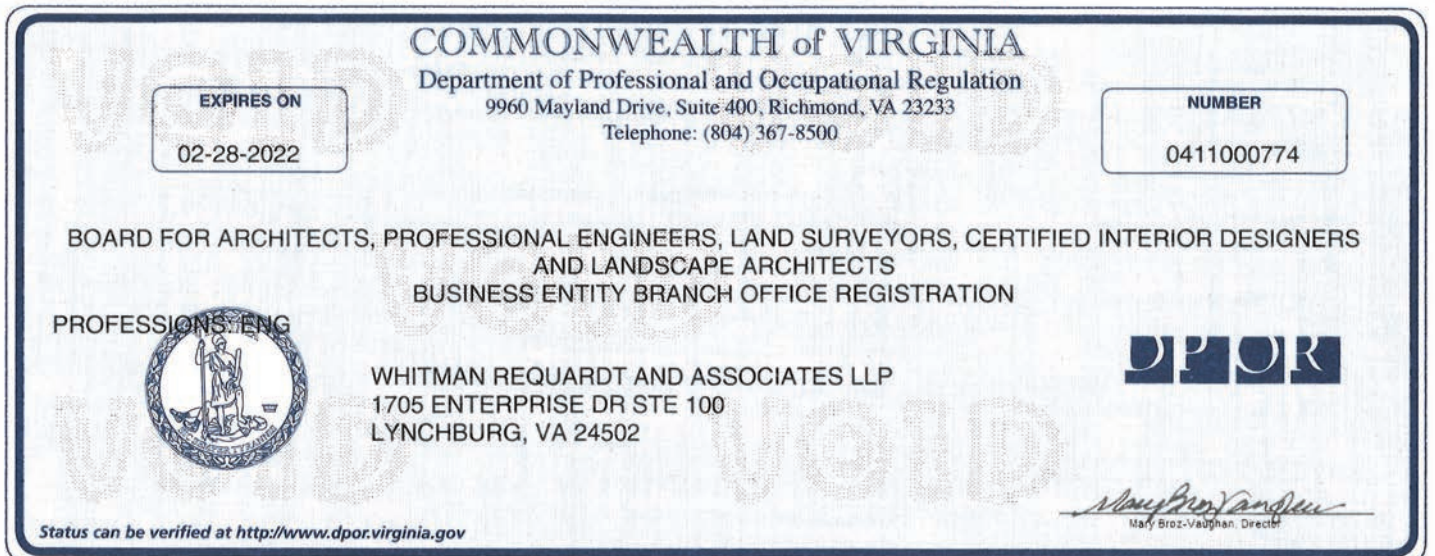 COMMONWEALTH of VIRGINIA
Department of Professional and Occupational Regulation
9960 Mayland Drive, Suite 400, Richmond, VA 23233
Telephone: (804) 367-8500
EXPIRES ON
02-28-2022
NUMBER
0411000774
BOARD FOR ARCHITECTS, PROFESSIONAL ENGINEERS, LAND SURVEYORS, CERTIFIED INTERIOR DESIGNERS
AND LANDSCAPE ARCHITECTS
BUSINESS ENTITY BRANCH OFFICE REGISTRATION
PROFESSIONS: ENG
WHITMAN REQUARDT AND ASSOCIATES LLP
1705 ENTERPRISE DR STE 100
LYNCHBURG, VA 24502
DPOR
VOID
VOID
VOID
VOID
VOID
Mary Broz-Vaughan, Director
Status can be verified at http://www.dpor.virginia.gov